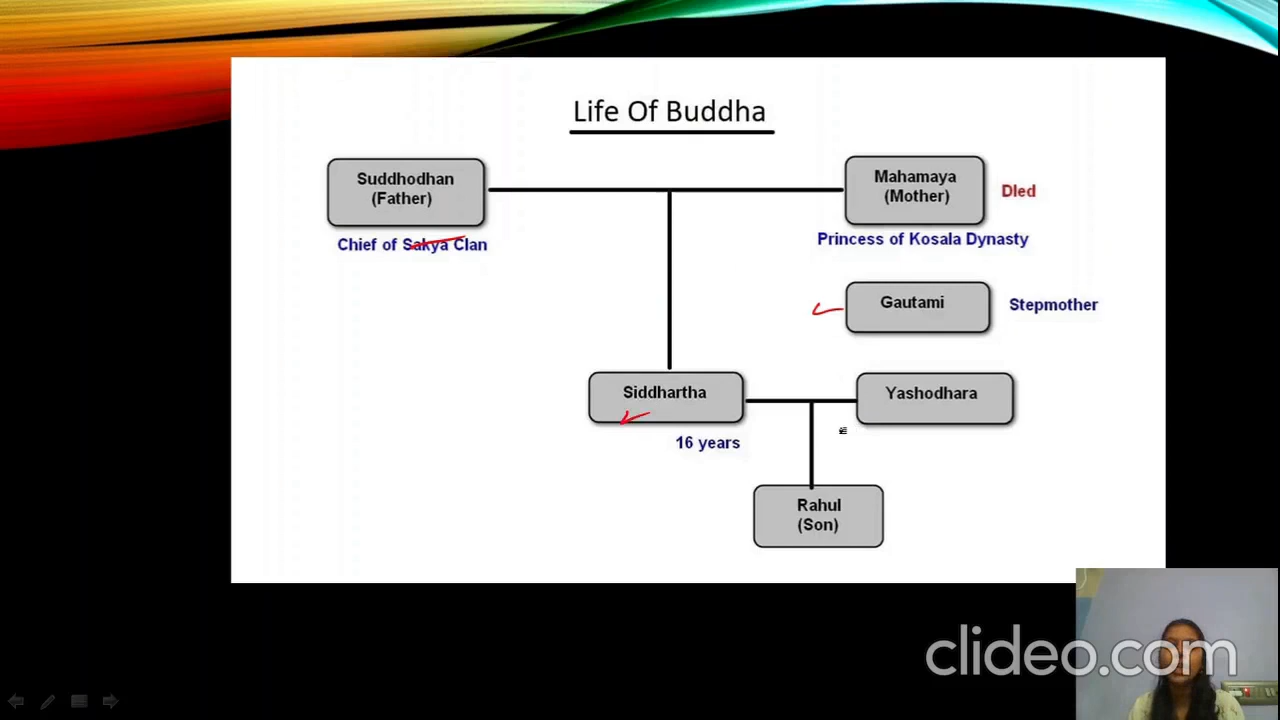 Life Of Buddha
Suddhodhan
(Father)
Mahamaya
(Mother)
Died
Chief of Sakya Clan
Princess of Kosala Dynasty
Gautami
Stepmother
Siddhartha
Yashodhara
16 years
Rahul
(Son)
clideo.com